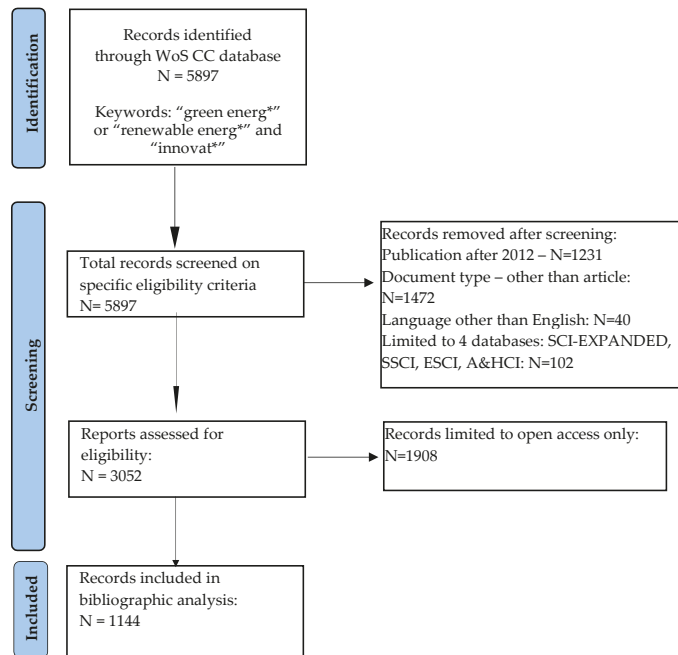 Identification
Records identified
through WoS CC database
N = 5897
Keywords: “green energ*”
or “renewable energ*” and
“innovat*”
Screening
Total records screened on
specific eligibility criteria
N= 5897
Records removed after screening:
Publication after 2012 – N=1231
Document type – other than article:
N=1472
Language other than English: N=40
Limited to 4 databases: SCI-EXPANDED,
SSCI, ESCI, A&HCI: N=102
Reports assessed for
eligibility:
N = 3052
Records limited to open access only:
N=1908
Included
Records included in
bibliographic analysis:
N = 1144